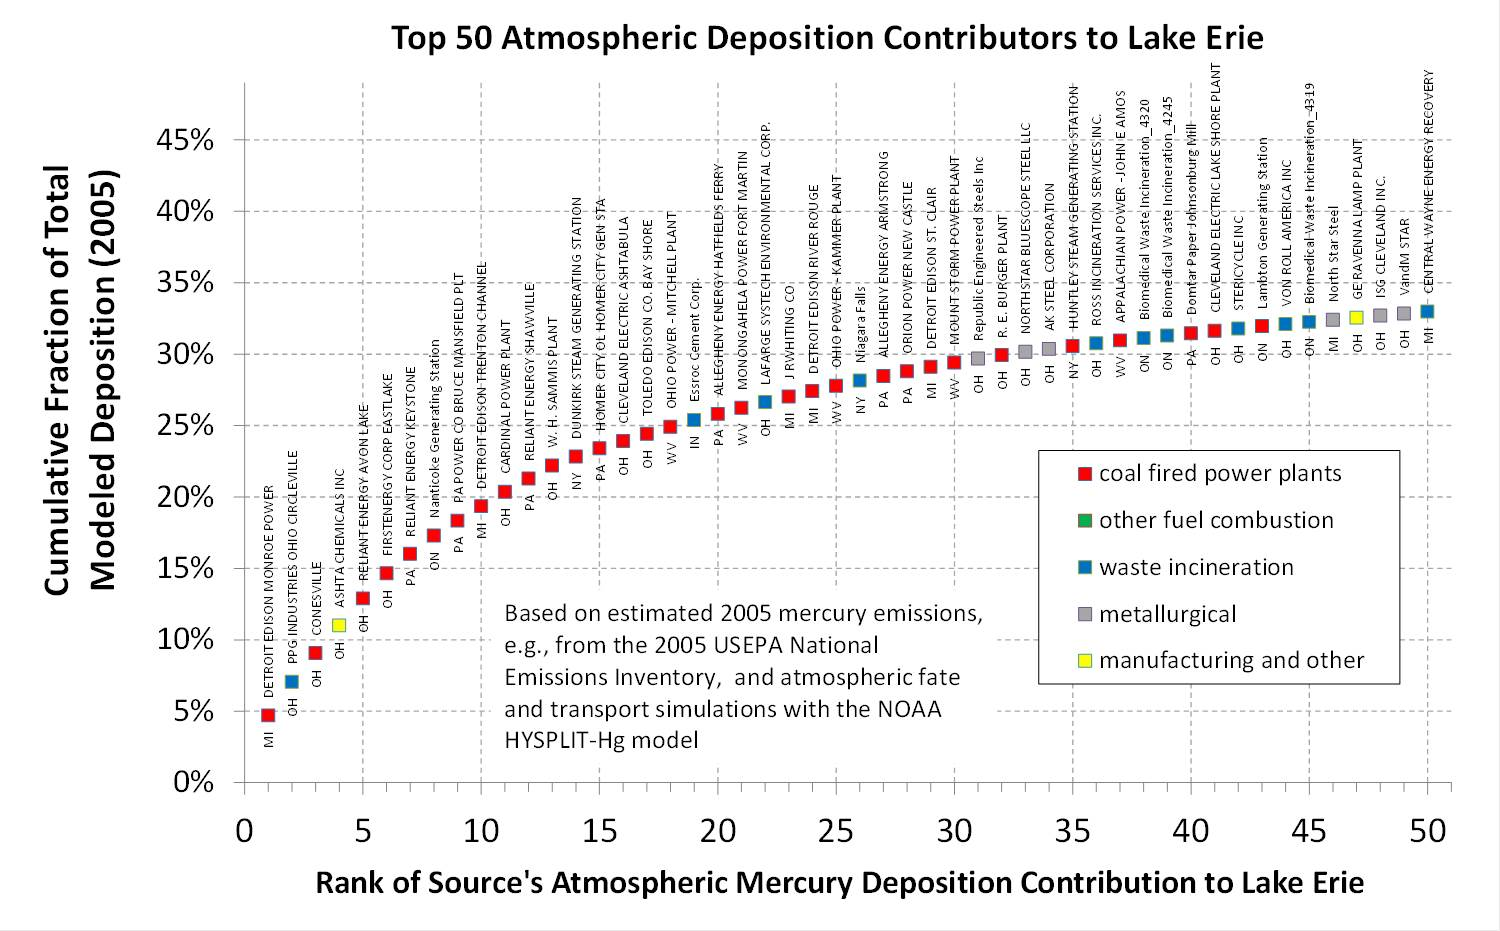 Top 50 Atmospheric Deposition Contributors to Lake Erie
Cumulative Fraction of Total
Modeled Deposition (2005)
45%
40%
35%
30%
25%
20%
15%
10%
5%
0%
MI DETROIT EDISON MONROE POWER
OH PPG INDUSTRIES OHIO CIRCLEVILLE
OH CONESVILLE
OH ASHTA CHEMICALS INC
OH RELIANT ENERGY AVON LAKE
OH FIRSTENERGY CORP EASTLAKE
PA RELIANT ENERGY KEYSTONE
ON Nanticoke Generating Station
PA PA POWER CO BRUCE MANSFIELD PLT
MI DETROIT EDISON-TRENTON CHANNEL
OH CARDINAL POWER PLANT
PA RELIANT ENERGY SHAWVILLE
OH W. H. SAMMIS PLANT
NY DUNKIRK STEAM GENERATING STATION
PA HOMER CITY OL HOMER CITY GEN STA
OH CLEVELAND ELECTRIC ASHTABULA
OH TOLEDO EDISON CO. BAY SHORE
WV OHIO POWER - MITCHELL PLANT
IN Essroc Cement Corp.
PA ALLEGHENY ENERGY HATFIELDS FERRY
WV MONONGAHELA POWER FORT MARTIN
OH LAFARGE SYSTECH ENVIRONMENTAL CORP.
MI J R WHITING CO
MI DETROIT EDISON RIVER ROUGE
WV OHIO POWER - KAMMER PLANT
NY Niagara Falls
PA ALLEGHENY ENERGY ARMSTRONG
PA ORION POWER NEW CASTLE
MI DETROIT EDISON ST. CLAIR
WV MOUNT STORM POWER PLANT
OH Republic Engineered Steels Inc
OH R. E. BURGER PLANT
OH NORTHSTAR BLUESCOPE STEEL LLC
OH AK STEEL CORPORATION
NY HUNTLEY STEAM GENERATING STATION
OH ROSS INCINERATION SERVICES INC.
WV APPALACHIAN POWER - JOHN E AMOS
ON Biomedical Waste Incineration_4320
ON Biomedical Waste Incineration_4245
PA Domtar Paper Johnsonburg Mill
OH CLEVELAND ELECTRIC LAKE SHORE PLANT
OH STERICYCLE INC
ON Lambton Generating Station
OH VON ROLL AMERICA INC
ON Biomedical Waste Incineration_4319
MI North Star Steel
OH GE RAVENNA LAMP PLANT
OH ISG CLEVELAND INC.
OH VandM STAR
MI CENTRAL WAYNE ENERGY RECOVERY
coal fired power plants
other fuel combustion
waste incineration
metallurgical
manufacturing and other
Based on estimated 2005 mercury emissions,
e.g., from the 2005 USEPA National
Emissions Inventory, and atmospheric fate
and transport simulations with the NOAA
HYSPLIT-Hg model
0 5 10 15 20 25 30 35 40 45 50
Rank of Source's Atmospheric Mercury Deposition Contribution to Lake Erie